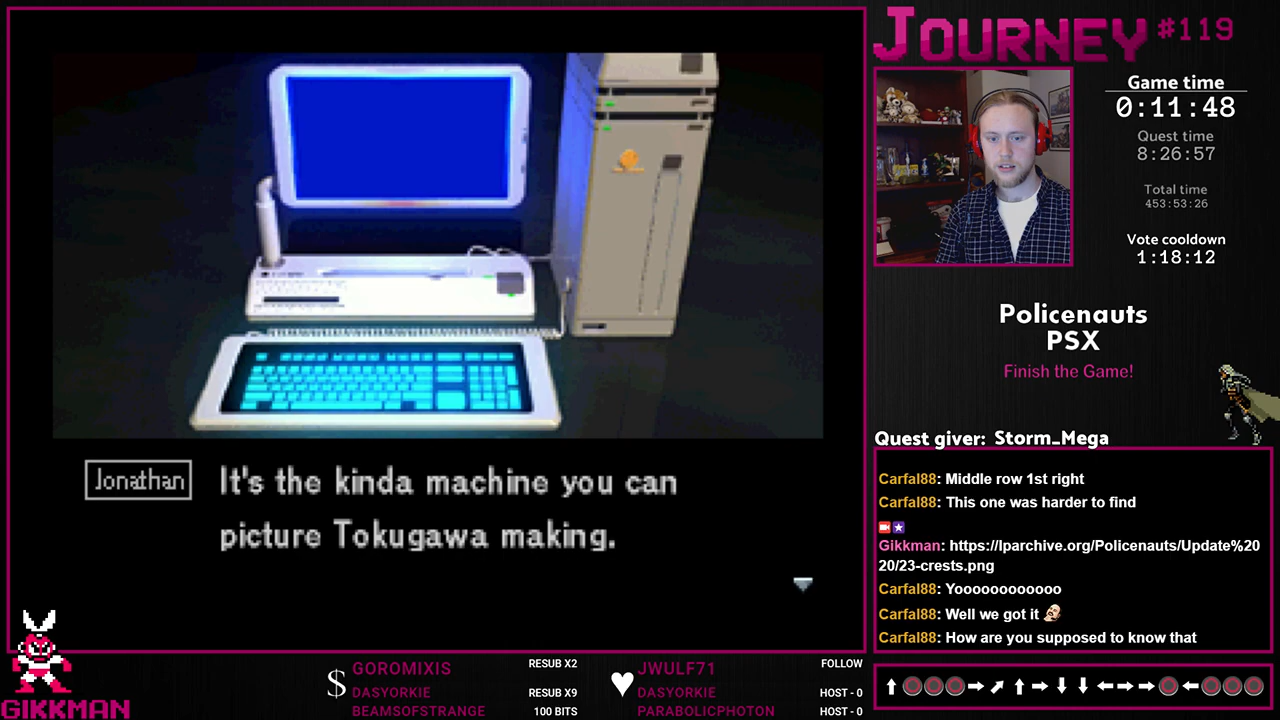 JOURNEY #119
Game time
0:11:48
Quest time
8:26:57
Total time
453:53:26
Vote cooldown
1:18:12
Policenauts
PSX
Finish the Game!
Quest giver: Storm_Mega
Jonathan
It's the kinda machine you can
picture Tokugawa making.
Carfal88: Middle row 1st right
Carfal88: This one was harder to find
Gikkman: https://lparchive.org/Policenauts/Update%20
20/23-crests.png
Carfal88: Yoooooooooooo
Carfal88: Well we got it
Carfal88: How are you supposed to know that
GIKKMAN
$ GOROMIXIS RESUB X2
DASYORKIE RESUB X9
BEAMSOFSTRANGE 100 BITS
JWULF71 FOLLOW
DASYORKIE HOST - 0
PARABOLICPHOTON HOST - 0